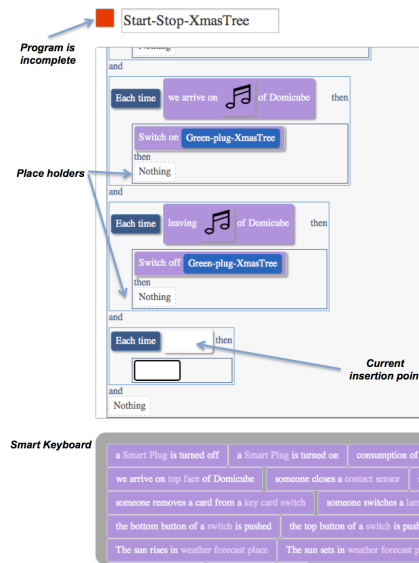 Start-Stop-XmasTree
Program is
incomplete
Nothing
and
Each time we arrive on of Domicube then
Switch on Green-plug-XmasTree
then
Place holders
Nothing
and
Each time leaving of Domicube then
Switch off Green-plug-XmasTree
then
Nothing
and
Each time then
Current
insertion poin
and
Nothing
Smart Keyboard
a Smart Plug is turned off a Smart Plug is turned on consumption of
we arrive on top face of Domicube someone closes a contact sensor
someone removes a card from a key card switch someone switches a lam
the bottom button of a switch is pushed the top button of a switch is push
The sun rises in weather forecast place The sun sets in weather forecast p